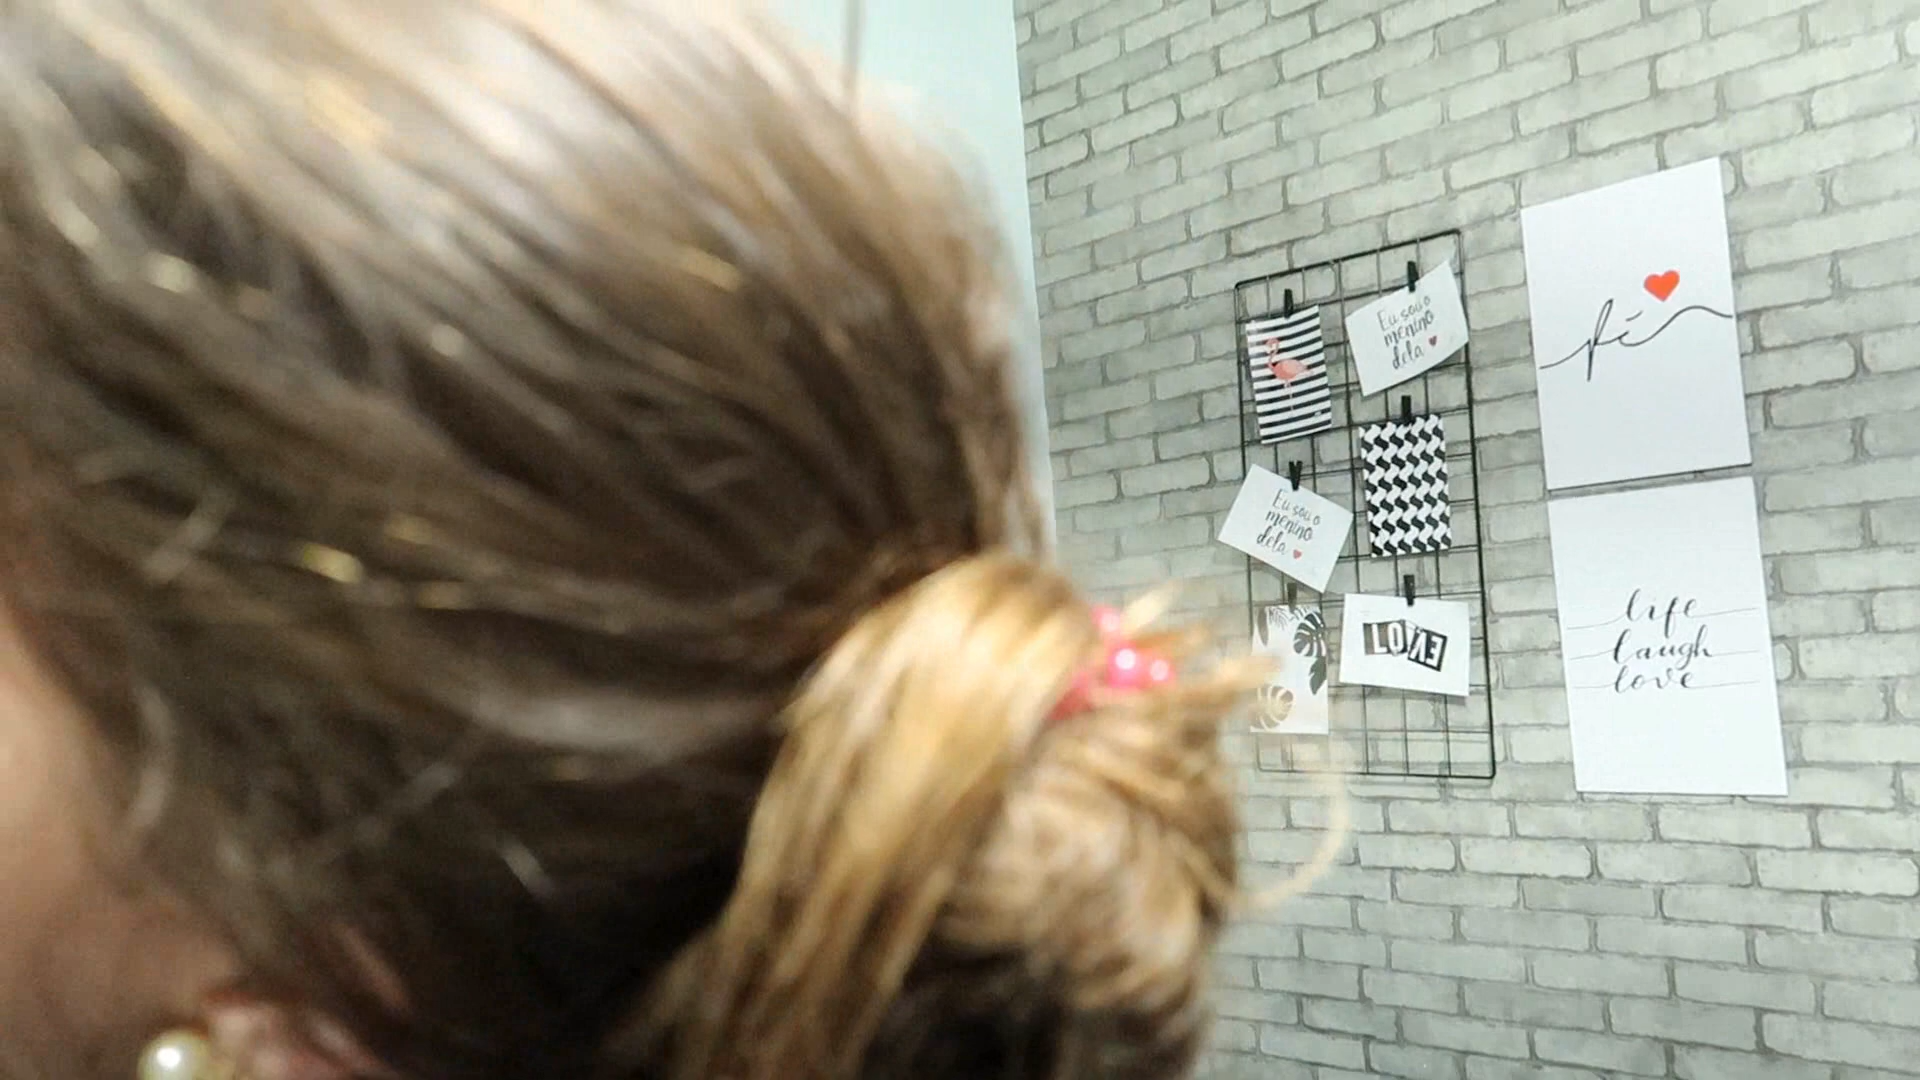 Eu sou o
menino
dela
fé
Eu sou o
menino
dela
LOVE
life
laugh
love